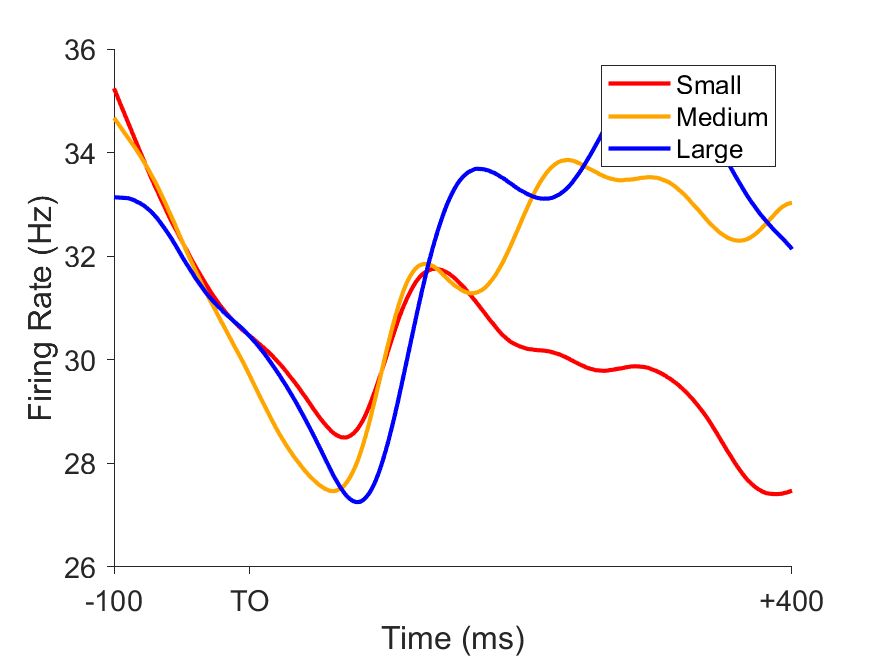 36
34
32
30
28
26
Firing Rate (Hz)
Small
Medium
Large
-100
TO
+400
Time (ms)